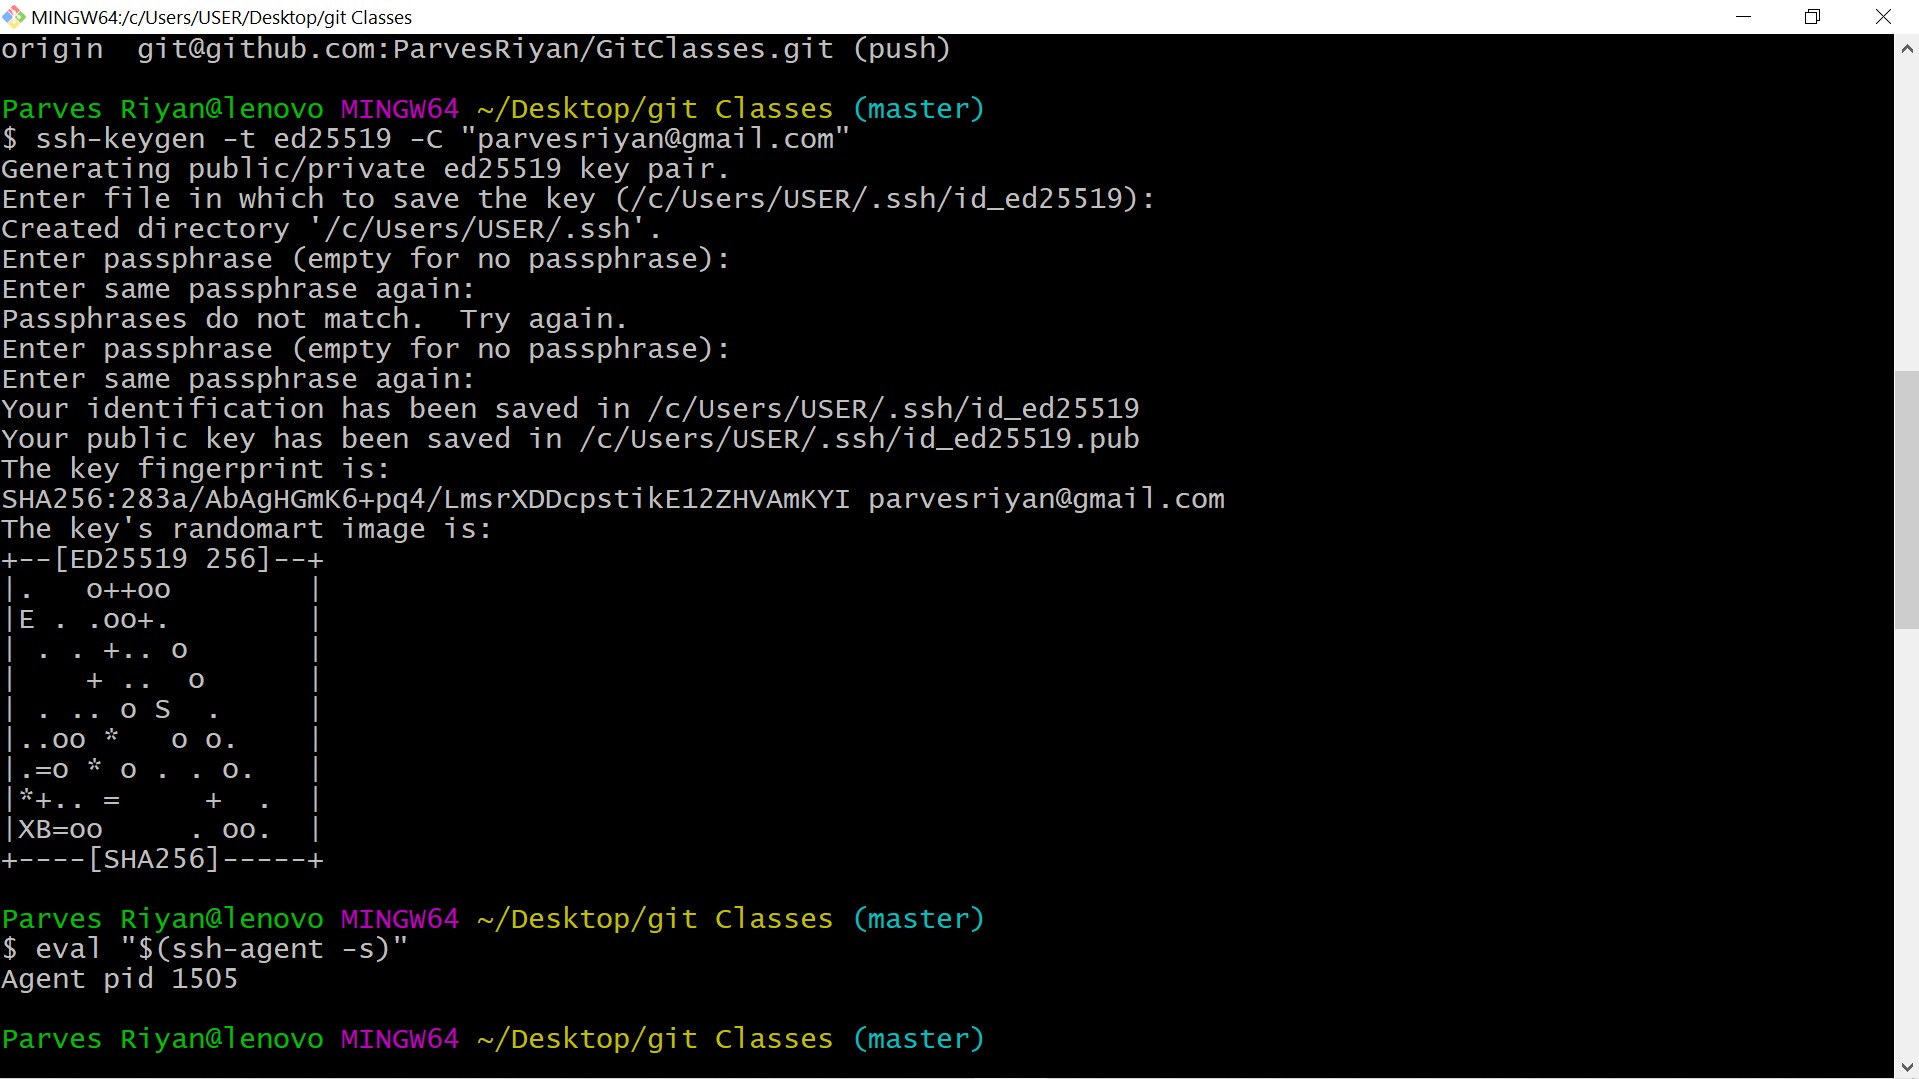 MINGW64:/c/Users/USER/Desktop/git Classes
origin  git@github.com:ParvesRiyan/GitClasses.git (push)
Parves Riyan@lenovo MINGW64 ~/Desktop/git Classes (master)
$ ssh-keygen -t ed25519 -C "parvesriyan@gmail.com"
Generating public/private ed25519 key pair.
Enter file in which to save the key (/c/Users/USER/.ssh/id_ed25519):
Created directory '/c/Users/USER/.ssh'.
Enter passphrase (empty for no passphrase):
Enter same passphrase again:
Passphrases do not match.  Try again.
Enter passphrase (empty for no passphrase):
Enter same passphrase again:
Your identification has been saved in /c/Users/USER/.ssh/id_ed25519
Your public key has been saved in /c/Users/USER/.ssh/id_ed25519.pub
The key fingerprint is:
SHA256:283a/AbAgHGmK6+pq4/LmsrXDDcpstikE12ZHVAmKYI parvesriyan@gmail.com
The key's randomart image is:
+--[ED25519 256]--+
|.   o++oo        |
|E . .oo+.        |
| . . +.. o       |
|    + ..  o      |
| . .. o S  .     |
|..oo *   o o.    |
|.=o * o . . o.   |
|*+.. =     +  .  |
|XB=oo     . oo.  |
+----[SHA256]-----+
Parves Riyan@lenovo MINGW64 ~/Desktop/git Classes (master)
$ eval "$(ssh-agent -s)"
Agent pid 1505
Parves Riyan@lenovo MINGW64 ~/Desktop/git Classes (master)